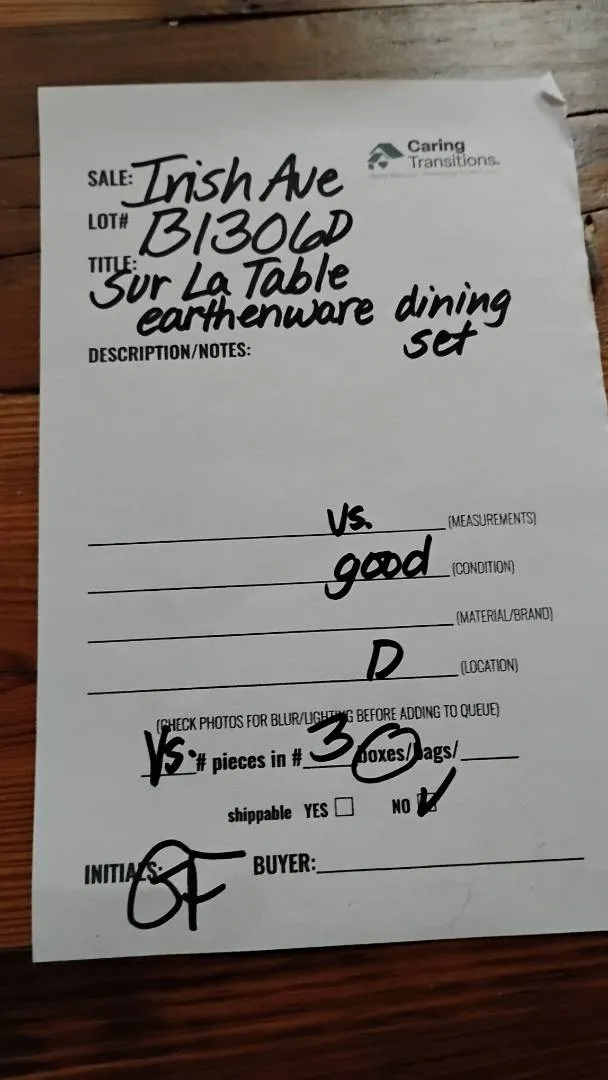 Caring
Transitions.
SALE: Irish Ave
LOT# B1306D
TITLE: Sur La Table
earthenware dining
set
DESCRIPTION/NOTES:
Vs. (MEASUREMENTS)
good (CONDITION)
(MATERIAL/BRAND)
D (LOCATION)
(CHECK PHOTOS FOR BLUR/LIGHTING BEFORE ADDING TO QUEUE)
Vs. # pieces in # 3 boxes/bags/
shippable YES NO
INITIALS: BUYER: